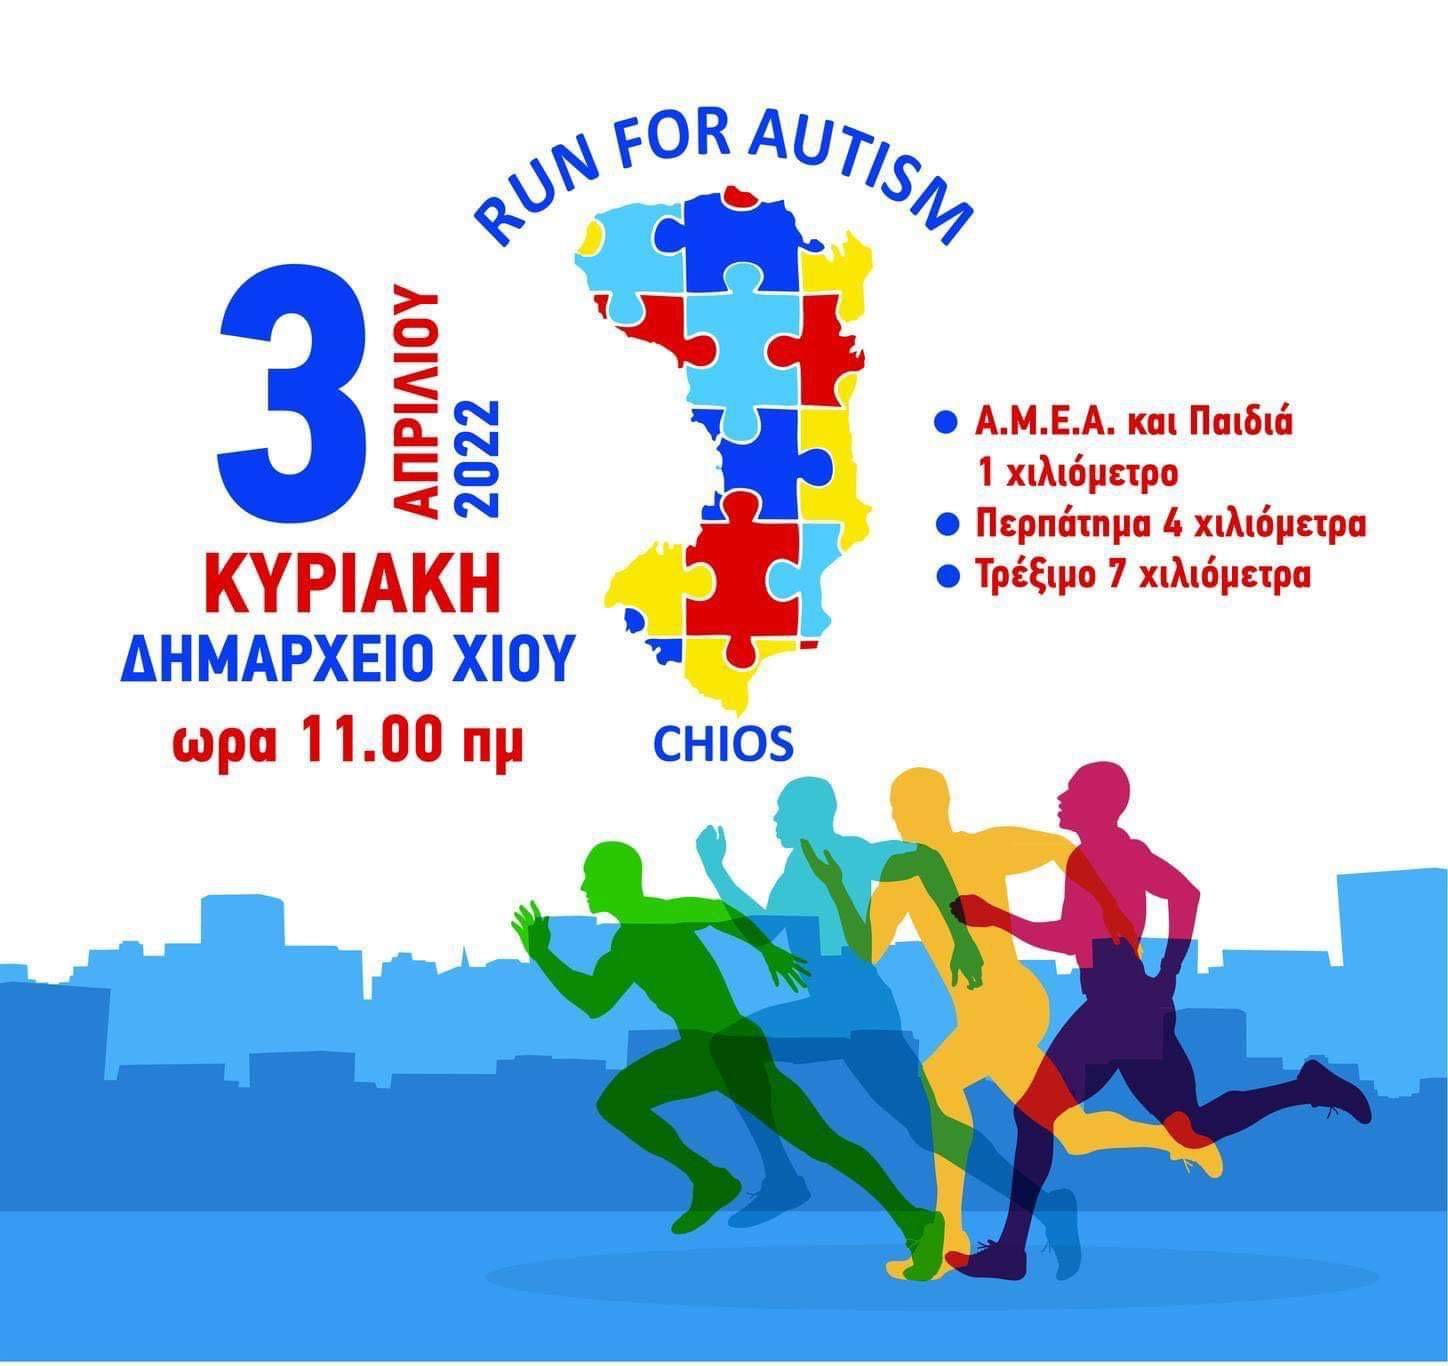 RUN FOR AUTISM
3
ΑΠΡΙΛΙΟΥ
2022
ΚΥΡΙΑΚΗ
ΔΗΜΑΡΧΕΙΟ ΧΙΟΥ
ωρα 11.00 πμ
CHIOS
Α.Μ.Ε.Α. και Παιδιά
1 χιλιόμετρο
Περπάτημα 4 χιλιόμετρα
Τρέξιμο 7 χιλιόμετρα